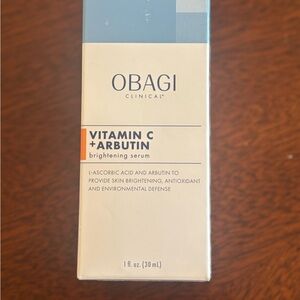 OBAGI
CLINICAL®
VITAMIN C
+ARBUTIN
brightening serum
L-ASCORBIC ACID AND ARBUTIN TO
PROVIDE SKIN BRIGHTENING, ANTIOXIDANT
AND ENVIRONMENTAL DEFENSE
1 fl. oz. (30 mL)